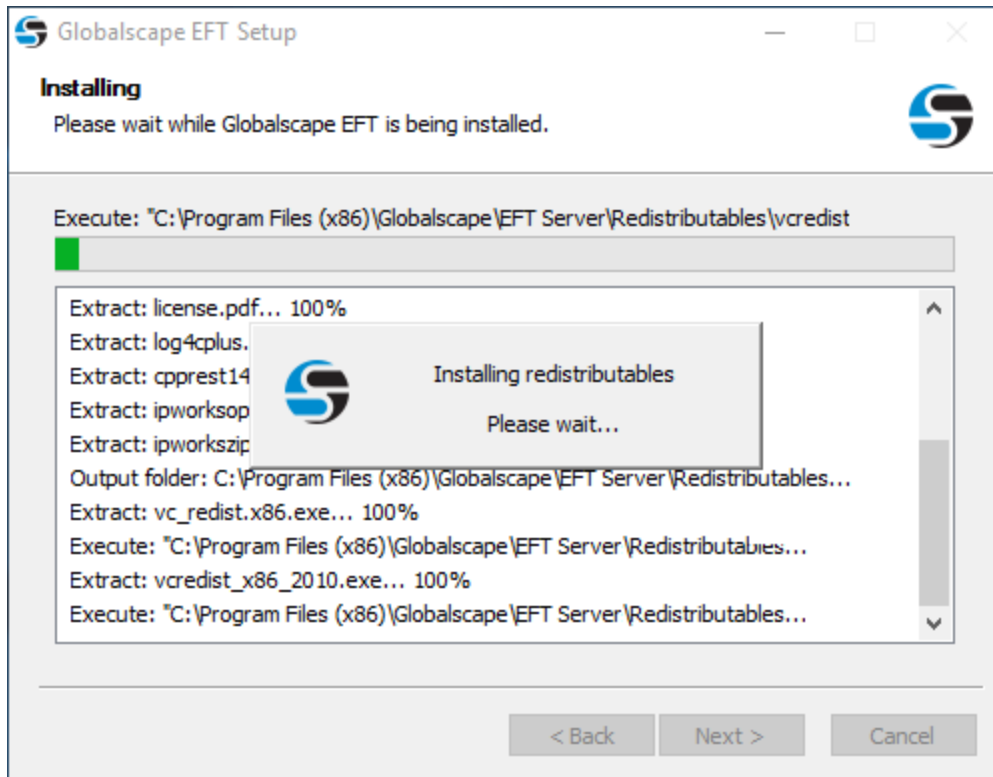 Globalscape EFT Setup
Installing
Please wait while Globalscape EFT is being installed.
Execute: "C:\Program Files (x86)\Globalscape\EFT Server\Redistributables\vcredist
Extract: license.pdf... 100%
Extract: log4cplus.
Extract: cpprest14
Extract: ipworksop
Extract: ipworkszip
Installing redistributables
Please wait...
Output folder: C:\Program Files (x86)\Globalscape\EFT Server\Redistributables...
Extract: vc_redist.x86.exe... 100%
Execute: "C:\Program Files (x86)\Globalscape\EFT Server\Redistributables...
Extract: vcredist_x86_2010.exe... 100%
Execute: "C:\Program Files (x86)\Globalscape\EFT Server\Redistributables...
< Back
Next >
Cancel